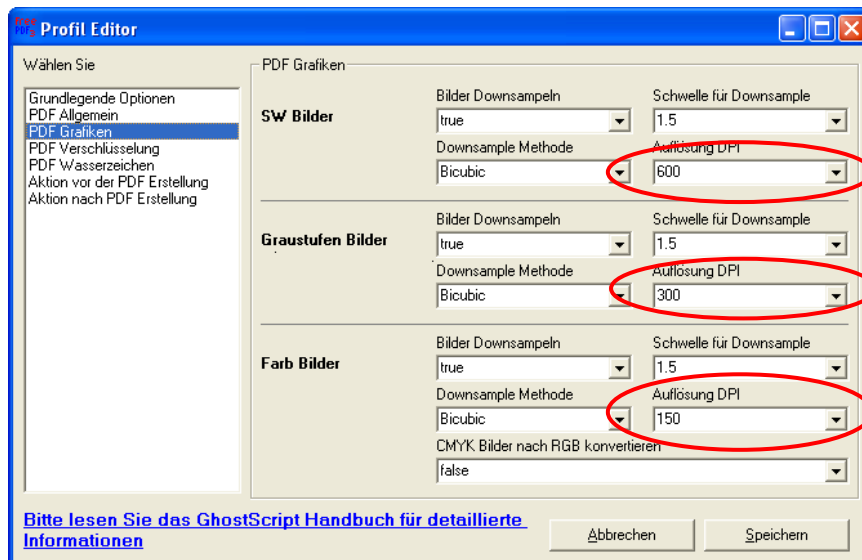 Profil Editor
Wählen Sie
Grundlegende Optionen
PDF Allgemein
PDF Grafiken
PDF Verschlüsselung
PDF Wasserzeichen
Aktion vor der PDF Erstellung
Aktion nach PDF Erstellung
PDF Grafiken
SW Bilder
Bilder Downsampeln
Schwelle für Downsample
true
1.5
Downsample Methode
Auflösung DPI
Bicubic
600
Graustufen Bilder
Bilder Downsampeln
Schwelle für Downsample
true
1.5
Downsample Methode
Auflösung DPI
Bicubic
300
Farb Bilder
Bilder Downsampeln
Schwelle für Downsample
true
1.5
Downsample Methode
Auflösung DPI
Bicubic
150
CMYK Bilder nach RGB konvertieren
false
Bitte lesen Sie das GhostScript Handbuch für detaillierte
Informationen
Abbrechen
Speichern